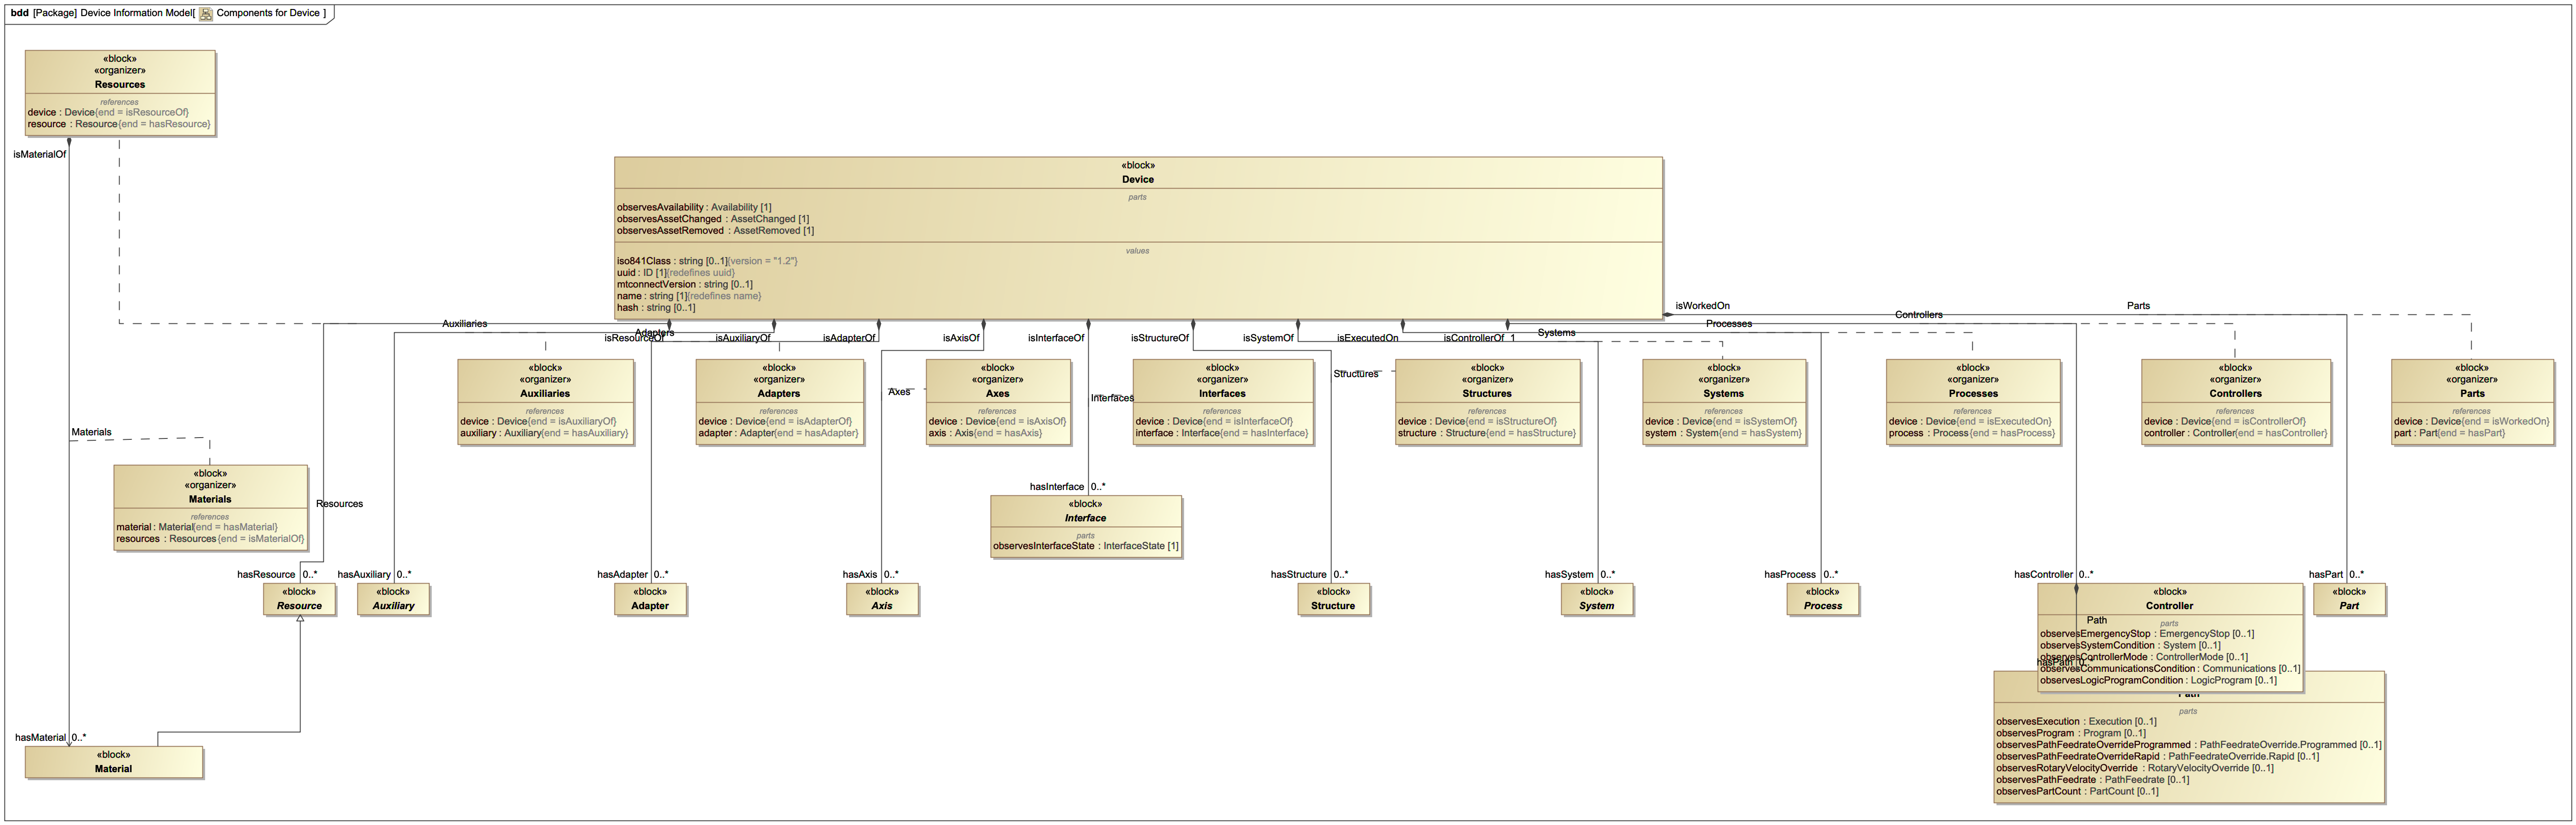 bdd [Package] Device Information Model[ Components for Device ]
«block»
«organizer»
Resources
references
device : Device{end = isResourceOf}
resource : Resource{end = hasResource}
isMaterialOf
«block»
Device
parts
observesAvailability : Availability [1]
observesAssetChanged : AssetChanged [1]
observesAssetRemoved : AssetRemoved [1]
values
iso841Class : string [0..1]{version = "1.2"}
uuid : ID [1]{redefines uuid}
mtconnectVersion : string [0..1]
name : string [1]{redefines name}
hash : string [0..1]
isWorkedOn
Parts
Controllers
Auxiliaries
Processes
Adapters
Systems
isResourceOf
isAuxiliaryOf
isAdapterOf
isAxisOf
isInterfaceOf
isStructureOf
isSystemOf
isExecutedOn
isControllerOf 1
«block»
«organizer»
Auxiliaries
references
device : Device{end = isAuxiliaryOf}
auxiliary : Auxiliary{end = hasAuxiliary}
«block»
«organizer»
Adapters
references
device : Device{end = isAdapterOf}
adapter : Adapter{end = hasAdapter}
Axes
«block»
«organizer»
Axes
references
device : Device{end = isAxisOf}
axis : Axis{end = hasAxis}
Interfaces
«block»
«organizer»
Interfaces
references
device : Device{end = isInterfaceOf}
interface : Interface{end = hasInterface}
Structures
«block»
«organizer»
Structures
references
device : Device{end = isStructureOf}
structure : Structure{end = hasStructure}
«block»
«organizer»
Systems
references
device : Device{end = isSystemOf}
system : System{end = hasSystem}
«block»
«organizer»
Processes
references
device : Device{end = isExecutedOn}
process : Process{end = hasProcess}
«block»
«organizer»
Controllers
references
device : Device{end = isControllerOf}
controller : Controller{end = hasController}
«block»
«organizer»
Parts
references
device : Device{end = isWorkedOn}
part : Part{end = hasPart}
Materials
«block»
«organizer»
Materials
references
material : Material{end = hasMaterial}
resources : Resources{end = isMaterialOf}
Resources
hasInterface 0..*
«block»
Interface
parts
observesInterfaceState : InterfaceState [1]
hasResource 0..*
«block»
Resource
hasAuxiliary 0..*
«block»
Auxiliary
hasAdapter 0..*
«block»
Adapter
hasAxis 0..*
«block»
Axis
hasStructure 0..*
«block»
Structure
hasSystem 0..*
«block»
System
hasProcess 0..*
«block»
Process
hasController 0..*
«block»
Controller
Path
parts
observesEmergencyStop : EmergencyStop [0..1]
observesSystemCondition : System [0..1]
observesControllerMode : ControllerMode [0..1]
hasPath 0..*
observesCommunicationsCondition : Communications [0..1]
observesLogicProgramCondition : LogicProgram [0..1]
hasPart 0..*
«block»
Part
Path
parts
observesExecution : Execution [0..1]
observesProgram : Program [0..1]
observesPathFeedrateOverrideProgrammed : PathFeedrateOverride.Programmed [0..1]
observesPathFeedrateOverrideRapid : PathFeedrateOverride.Rapid [0..1]
observesRotaryVelocityOverride : RotaryVelocityOverride [0..1]
observesPathFeedrate : PathFeedrate [0..1]
observesPartCount : PartCount [0..1]
hasMaterial 0..*
«block»
Material